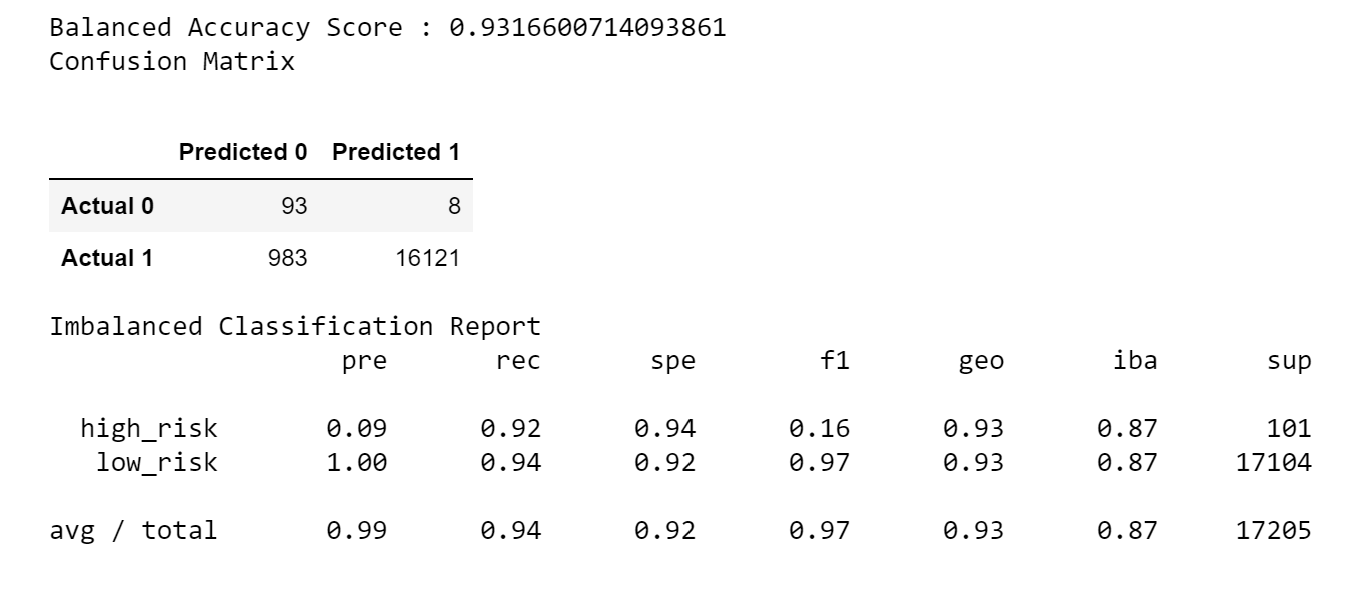 Balanced Accuracy Score : 0.9316600714093861
Confusion Matrix
Predicted 0 Predicted 1
Actual 0 93 8
Actual 1 983 16121
Imbalanced Classification Report
pre rec spe f1 geo iba sup
high_risk 0.09 0.92 0.94 0.16 0.93 0.87 101
low_risk 1.00 0.94 0.92 0.97 0.93 0.87 17104
avg / total 0.99 0.94 0.92 0.97 0.93 0.87 17205